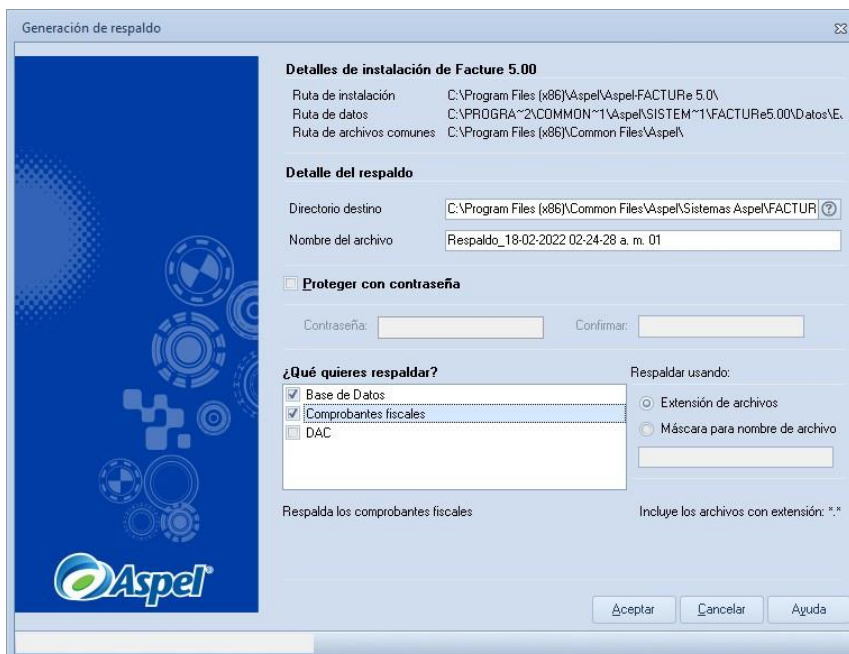 Generación de respaldo
Detalles de instalación de Facture 5.00
Ruta de instalación C:\Program Files (x86)\Aspel\Aspel-FACTURe 5.0\
Ruta de datos C:\PROGRA~2\COMMON~1\Aspel\SISTEM~1\FACTURe5.00\Datos\E
Ruta de archivos comunes C:\Program Files (x86)\Common Files\Aspel\
Detalle del respaldo
Directorio destino C:\Program Files (x86)\Common Files\Aspel\Sistemas Aspel\FACTUR
Nombre del archivo Respaldo_18-02-2022 02-24-28 a. m. 01
Proteger con contraseña
Contraseña: Confirmar:
¿Qué quieres respaldar? Respaldar usando:
Base de Datos
Comprobantes fiscales
DAC
Extensión de archivos
Máscara para nombre de archivo
Respalda los comprobantes fiscales Incluye los archivos con extensión: *.*
Aspel
Aceptar Cancelar Ayuda